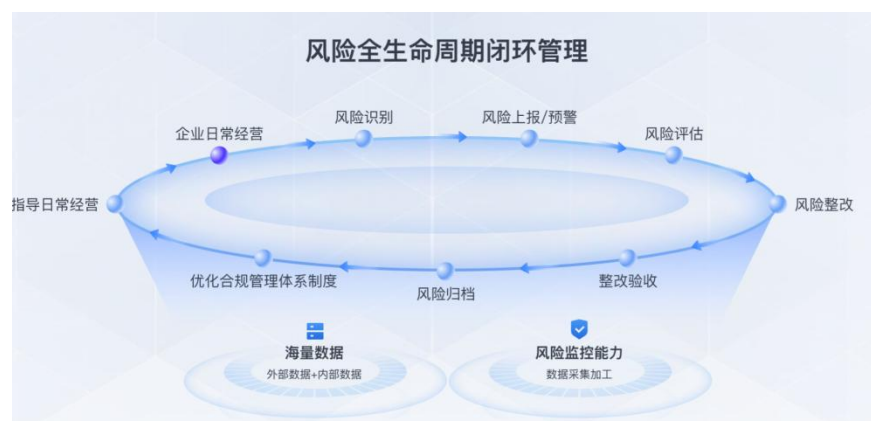 风险全生命周期闭环管理
风险识别
风险上报/预警
企业日常经营
风险评估
指导日常经营
风险整改
优化合规管理体系制度
整改验收
风险归档
海量数据
风险监控能力
外部数据+内部数据
数据采集加工